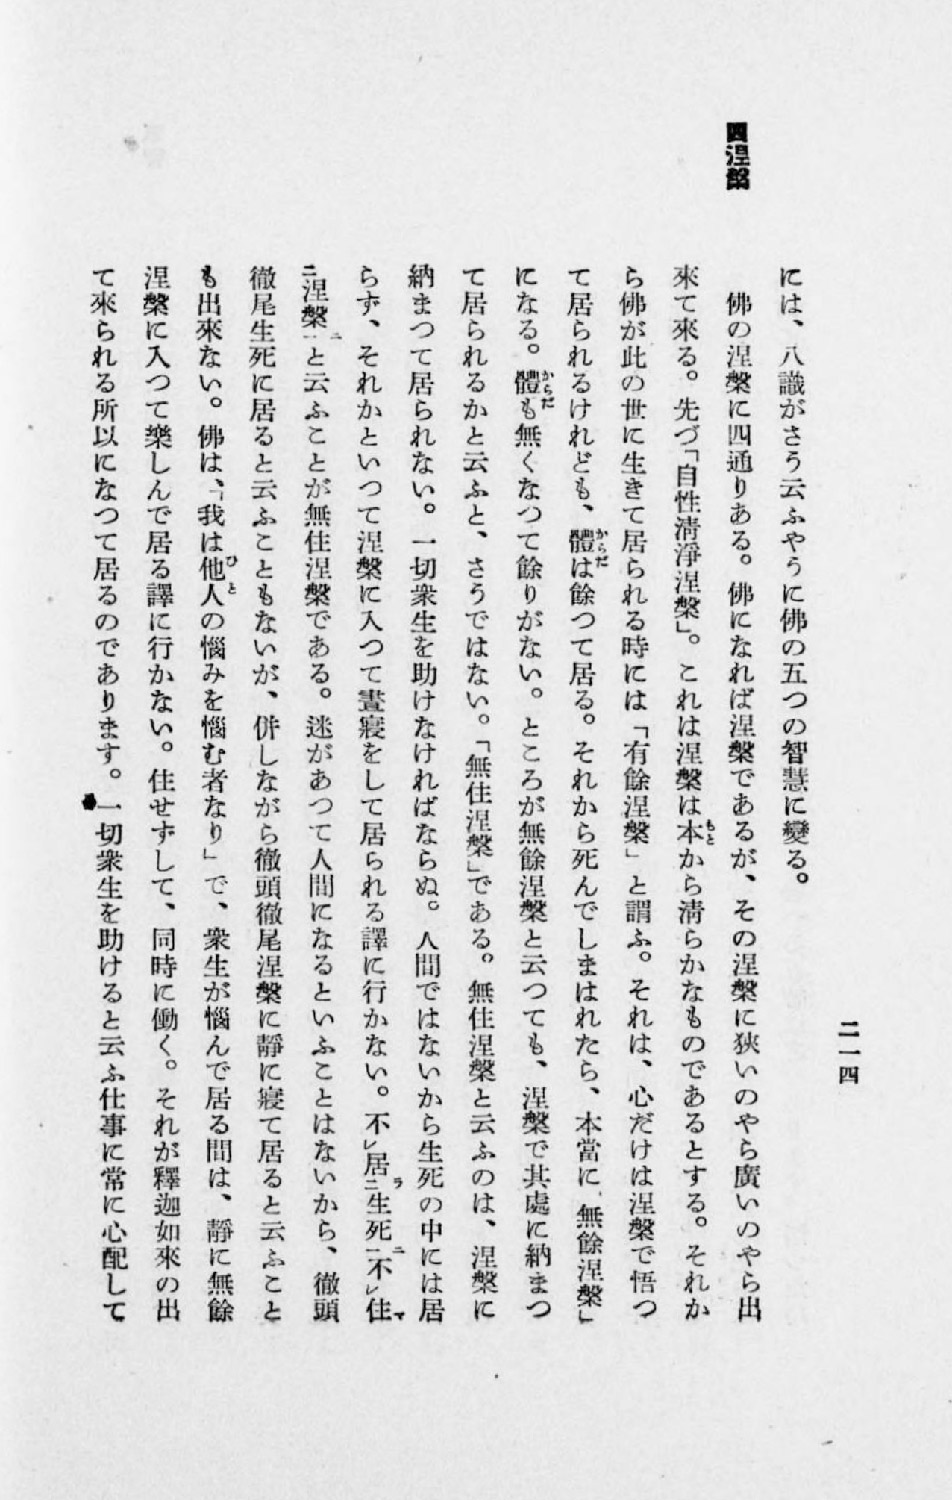 四涅槃
二一四
には、八識がさう云ふやうに佛の五つの智慧に變る。
佛の涅槃に四通りある。佛になれば涅槃であるが、その涅槃に狹いのやら廣いのやら出
來て來る。先づ「自性淸淨涅槃」。これは涅槃は本から淸らかなものであるとする。それか
ら佛が此の世に生きて居られる時には「有餘涅槃」と謂ふ。それは、心だけは涅槃で悟つ
て居られるけれども、體は餘つて居る。それから死んでしまはれたら、本當に「無餘涅槃」
になる。體も無くなつて餘りがない。ところが無餘涅槃と云つても、涅槃で其處に納まつ
て居られるかと云ふと、さうではない。「無住涅槃」である。無住涅槃と云ふのは、涅槃に
納まつて居られない。一切衆生を助けなければならぬ。人間ではないから生死の中には居
らず、それかといつて涅槃に入つて晝寢をして居られる譯に行かない。不㆑居㆓生死㆒不㆑住
㆓涅槃㆒と云ふことが無住涅槃である。迷があつて人間になるといふことはないから、徹頭
徹尾生死に居ると云ふこともないが、併しながら徹頭徹尾涅槃に靜に寢て居ると云ふこと
も出來ない。佛は、「我は他人の惱みを惱む者なり」で、衆生が惱んで居る間は、靜に無餘
涅槃に入つて樂しんで居る譯に行かない。住せずして、同時に働く。それが釋迦如來の出
て來られる所以になつて居るのであります。一切衆生を助けると云ふ仕事に常に心配して